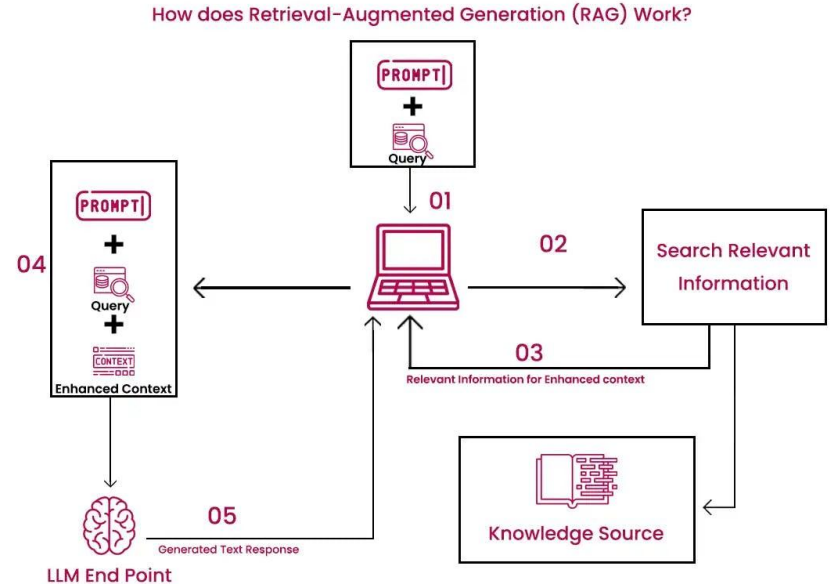 How does Retrieval-Augmented Generation (RAG) Work?
PROMPT
+
Query
01
PROMPT
+
Query
+
CONTEXT
Enhanced Context
04
02
Search Relevant
Information
03
Relevant Information for Enhanced context
Knowledge Source
05
Generated Text Response
LLM End Point